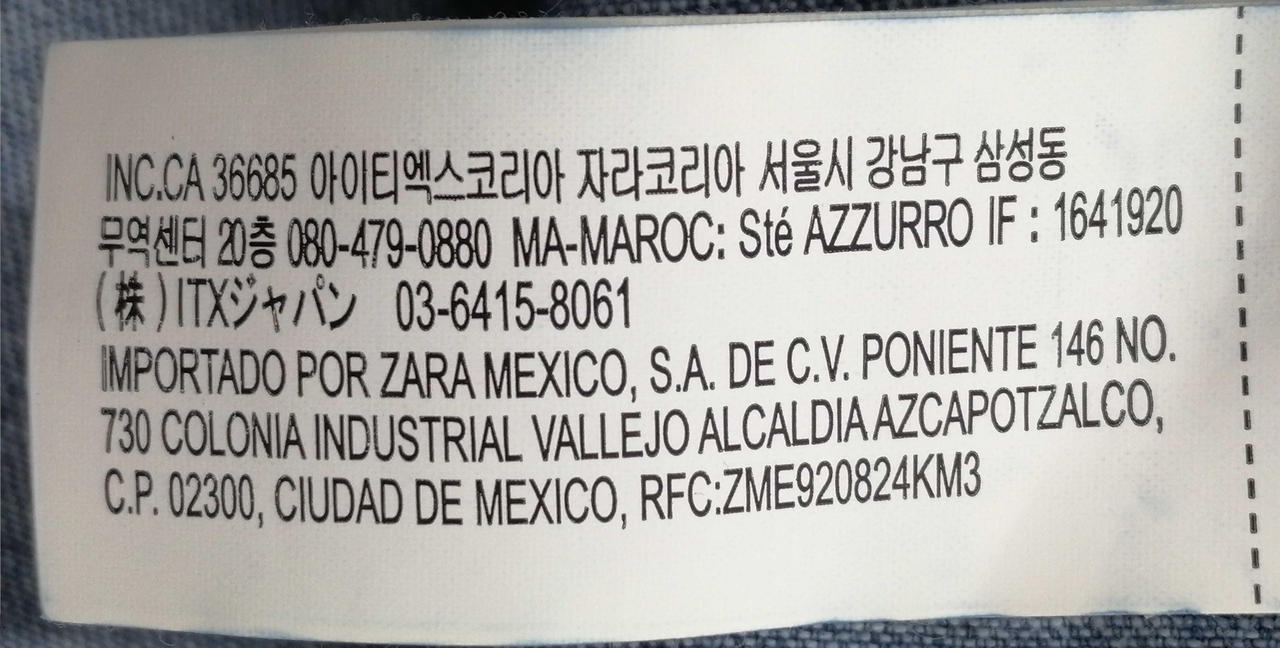 INC.CA 36685 아이티엑스코리아 자라코리아 서울시 강남구 삼성동
무역센터 20층 080-479-0880 MA-MAROC: Sté AZZURRO IF : 1641920
(株)ITXジャパン 03-6415-8061
IMPORTADO POR ZARA MEXICO, S.A. DE C.V. PONIENTE 146 NO.
730 COLONIA INDUSTRIAL VALLEJO ALCALDIA AZCAPOTZALCO,
C.P. 02300, CIUDAD DE MEXICO, RFC:ZME920824KM3